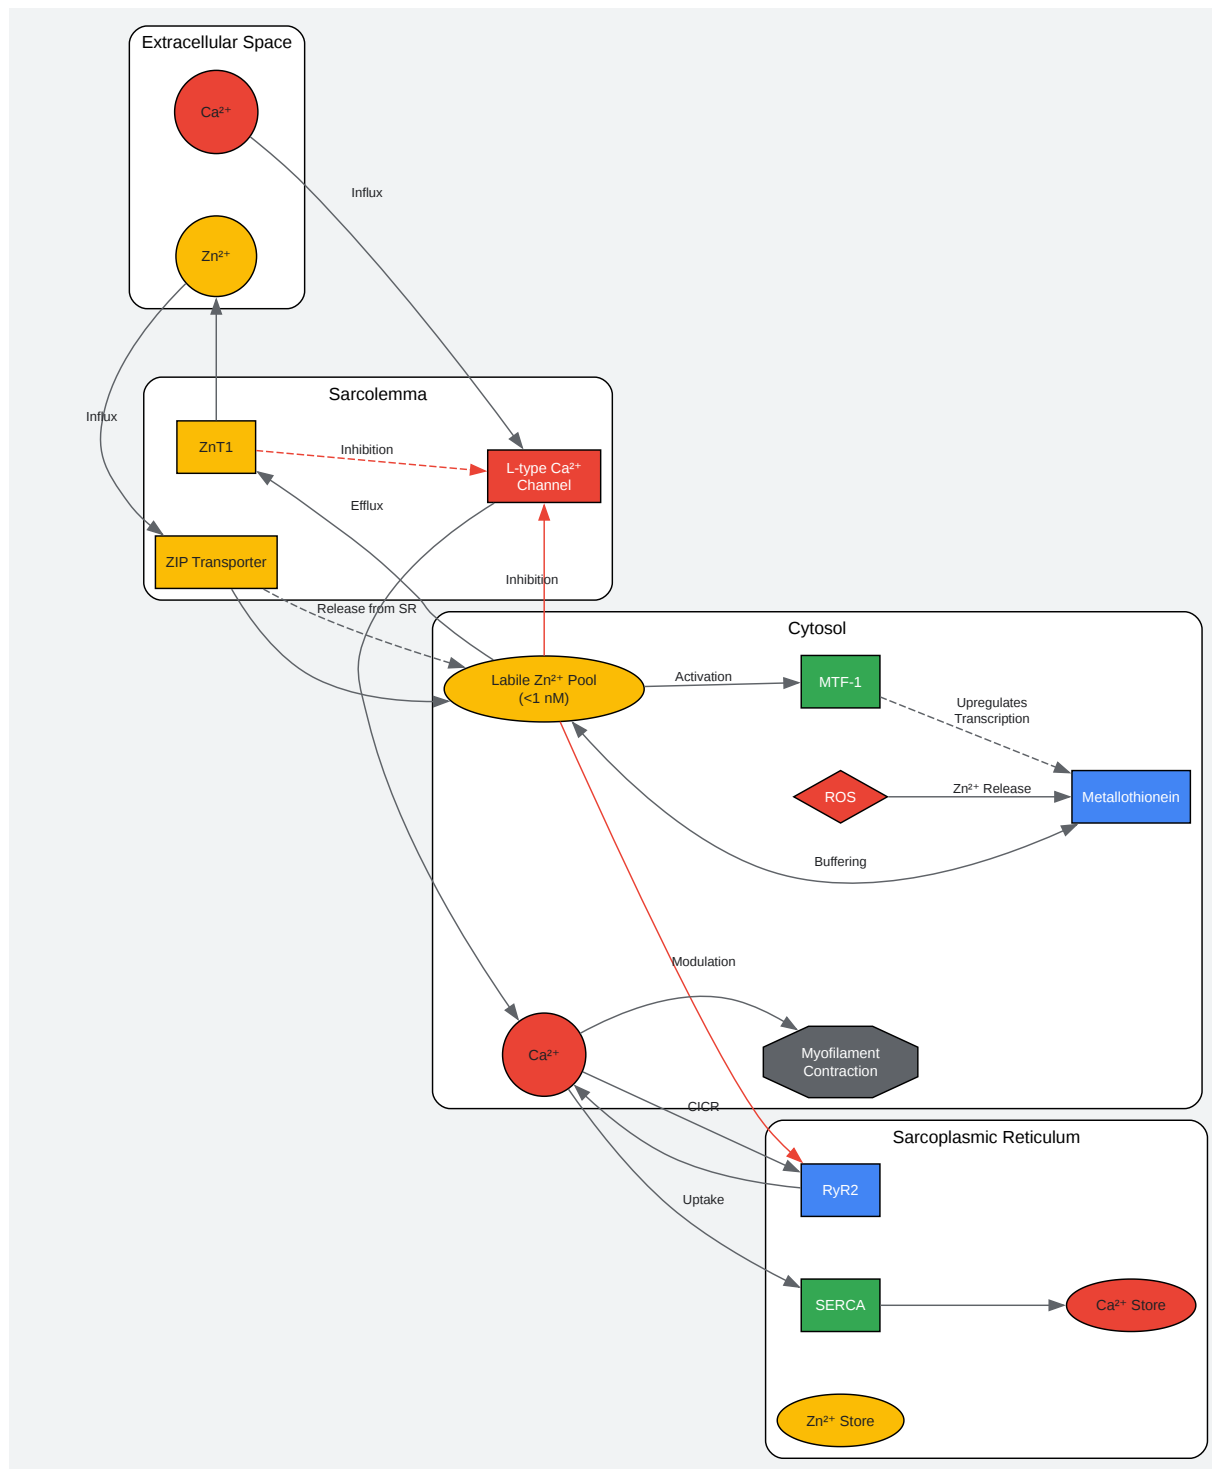 Extracellular Space
Ca²⁺
Influx
Zn²⁺
Influx
Sarcolemma
ZnT1
Inhibition
L-type Ca²⁺
Channel
Efflux
ZIP Transporter
Inhibition
Release from SR
Cytosol
Labile Zn²⁺ Pool
(<1 nM)
Activation
MTF-1
Upregulates
Transcription
ROS
Zn²⁺ Release
Metallothionein
Buffering
Modulation
Ca²⁺
Myofilament
Contraction
CICR
Sarcoplasmic Reticulum
RyR2
Uptake
SERCA
Ca²⁺ Store
Zn²⁺ Store